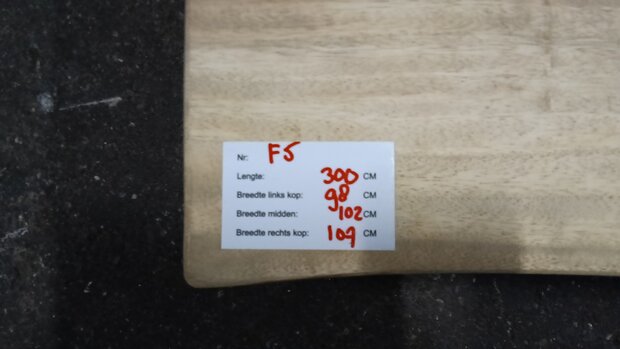 Nr: F5
Lengte: 300 CM
Breedte links kop: 98 CM
Breedte midden: 102 CM
Breedte rechts kop: 109 CM